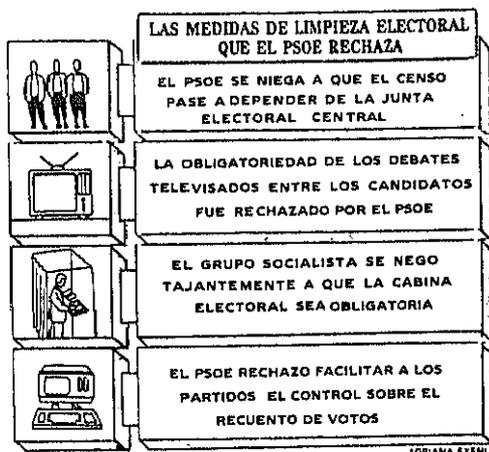 LAS MEDIDAS DE LIMPIEZA ELECTORAL
QUE EL PSOE RECHAZA
EL PSOE SE NIEGA A QUE EL CENSO
PASE A DEPENDER DE LA JUNTA
ELECTORAL CENTRAL
LA OBLIGATORIEDAD DE LOS DEBATES
TELEVISADOS ENTRE LOS CANDIDATOS
FUE RECHAZADO POR EL PSOE
EL GRUPO SOCIALISTA SE NEGO
TAJANTEMENTE A QUE LA CABINA
ELECTORAL SEA OBLIGATORIA
EL PSOE RECHAZO FACILITAR A LOS
PARTIDOS EL CONTROL SOBRE EL
RECUENTO DE VOTOS
ADRIANA